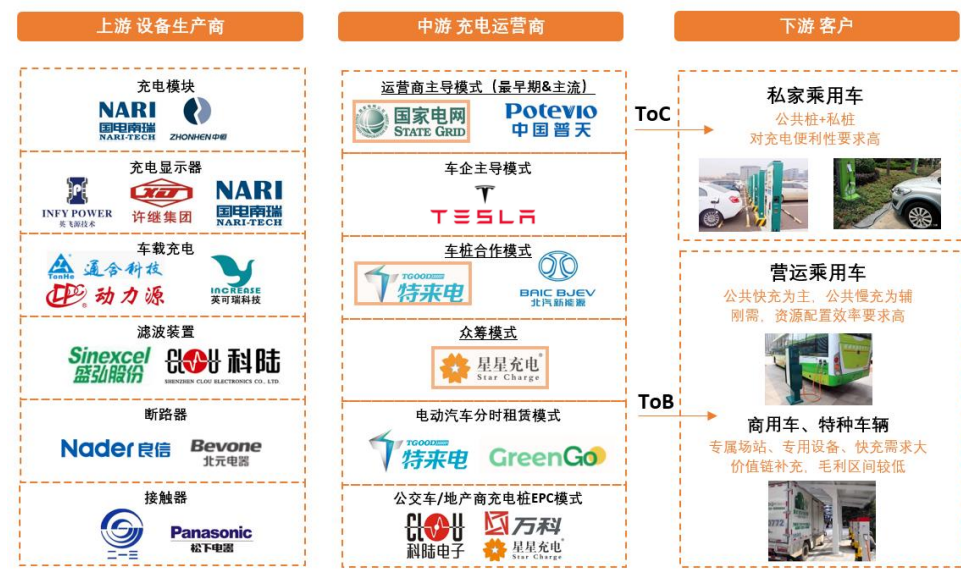 上游 设备生产商
中游 充电运营商
下游 客户
充电模块
NARI
国电南瑞
NARI-TECH
ZHONHEN 中恒
充电显示器
INFY POWER
英飞源技术
XJ
许继集团
NARI
国电南瑞
NARI-TECH
车载充电
TonHe
通合科技
动力源
INCREASE
英可瑞科技
滤波装置
Sinexcel
盛弘股份
CLOU 科陆
SHENZHEN CLOU ELECTRONICS CO., LTD.
断路器
Nader 良信
Bevone
北元电器
接触器
二一三
Panasonic
松下电器
运营商主导模式（最早期&主流）
国家电网
STATE GRID
Potevio
中国普天
车企主导模式
TESLA
车桩合作模式
TGOOD
特来电
BAIC BJEV
北汽新能源
众筹模式
星星充电
Star Charge
电动汽车分时租赁模式
TGOOD
特来电
GreenGo
公交车/地产商充电桩EPC模式
CLOU
科陆电子
万科
星星充电
Star Charge
ToC
ToB
私家乘用车
公共桩+私桩
对充电便利性要求高
营运乘用车
公共快充为主，公共慢充为辅
刚需，资源配置效率要求高
商用车、特种车辆
专属场站、专用设备、快充需求大
价值链补充，毛利区间较低
0772